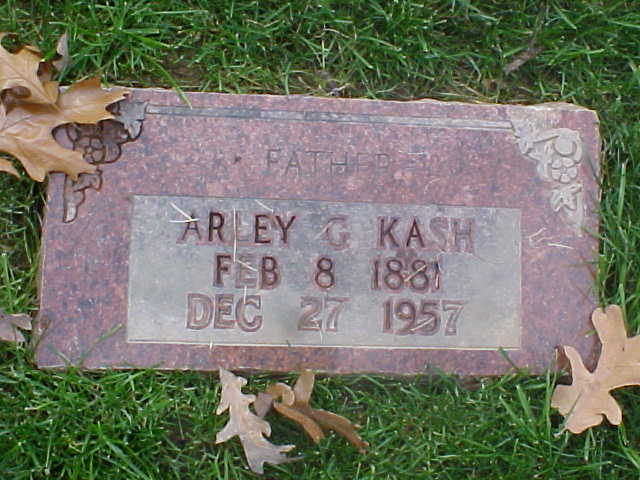 FATHER
ARLEY G KASH
FEB 8 1881
DEC 27 1957